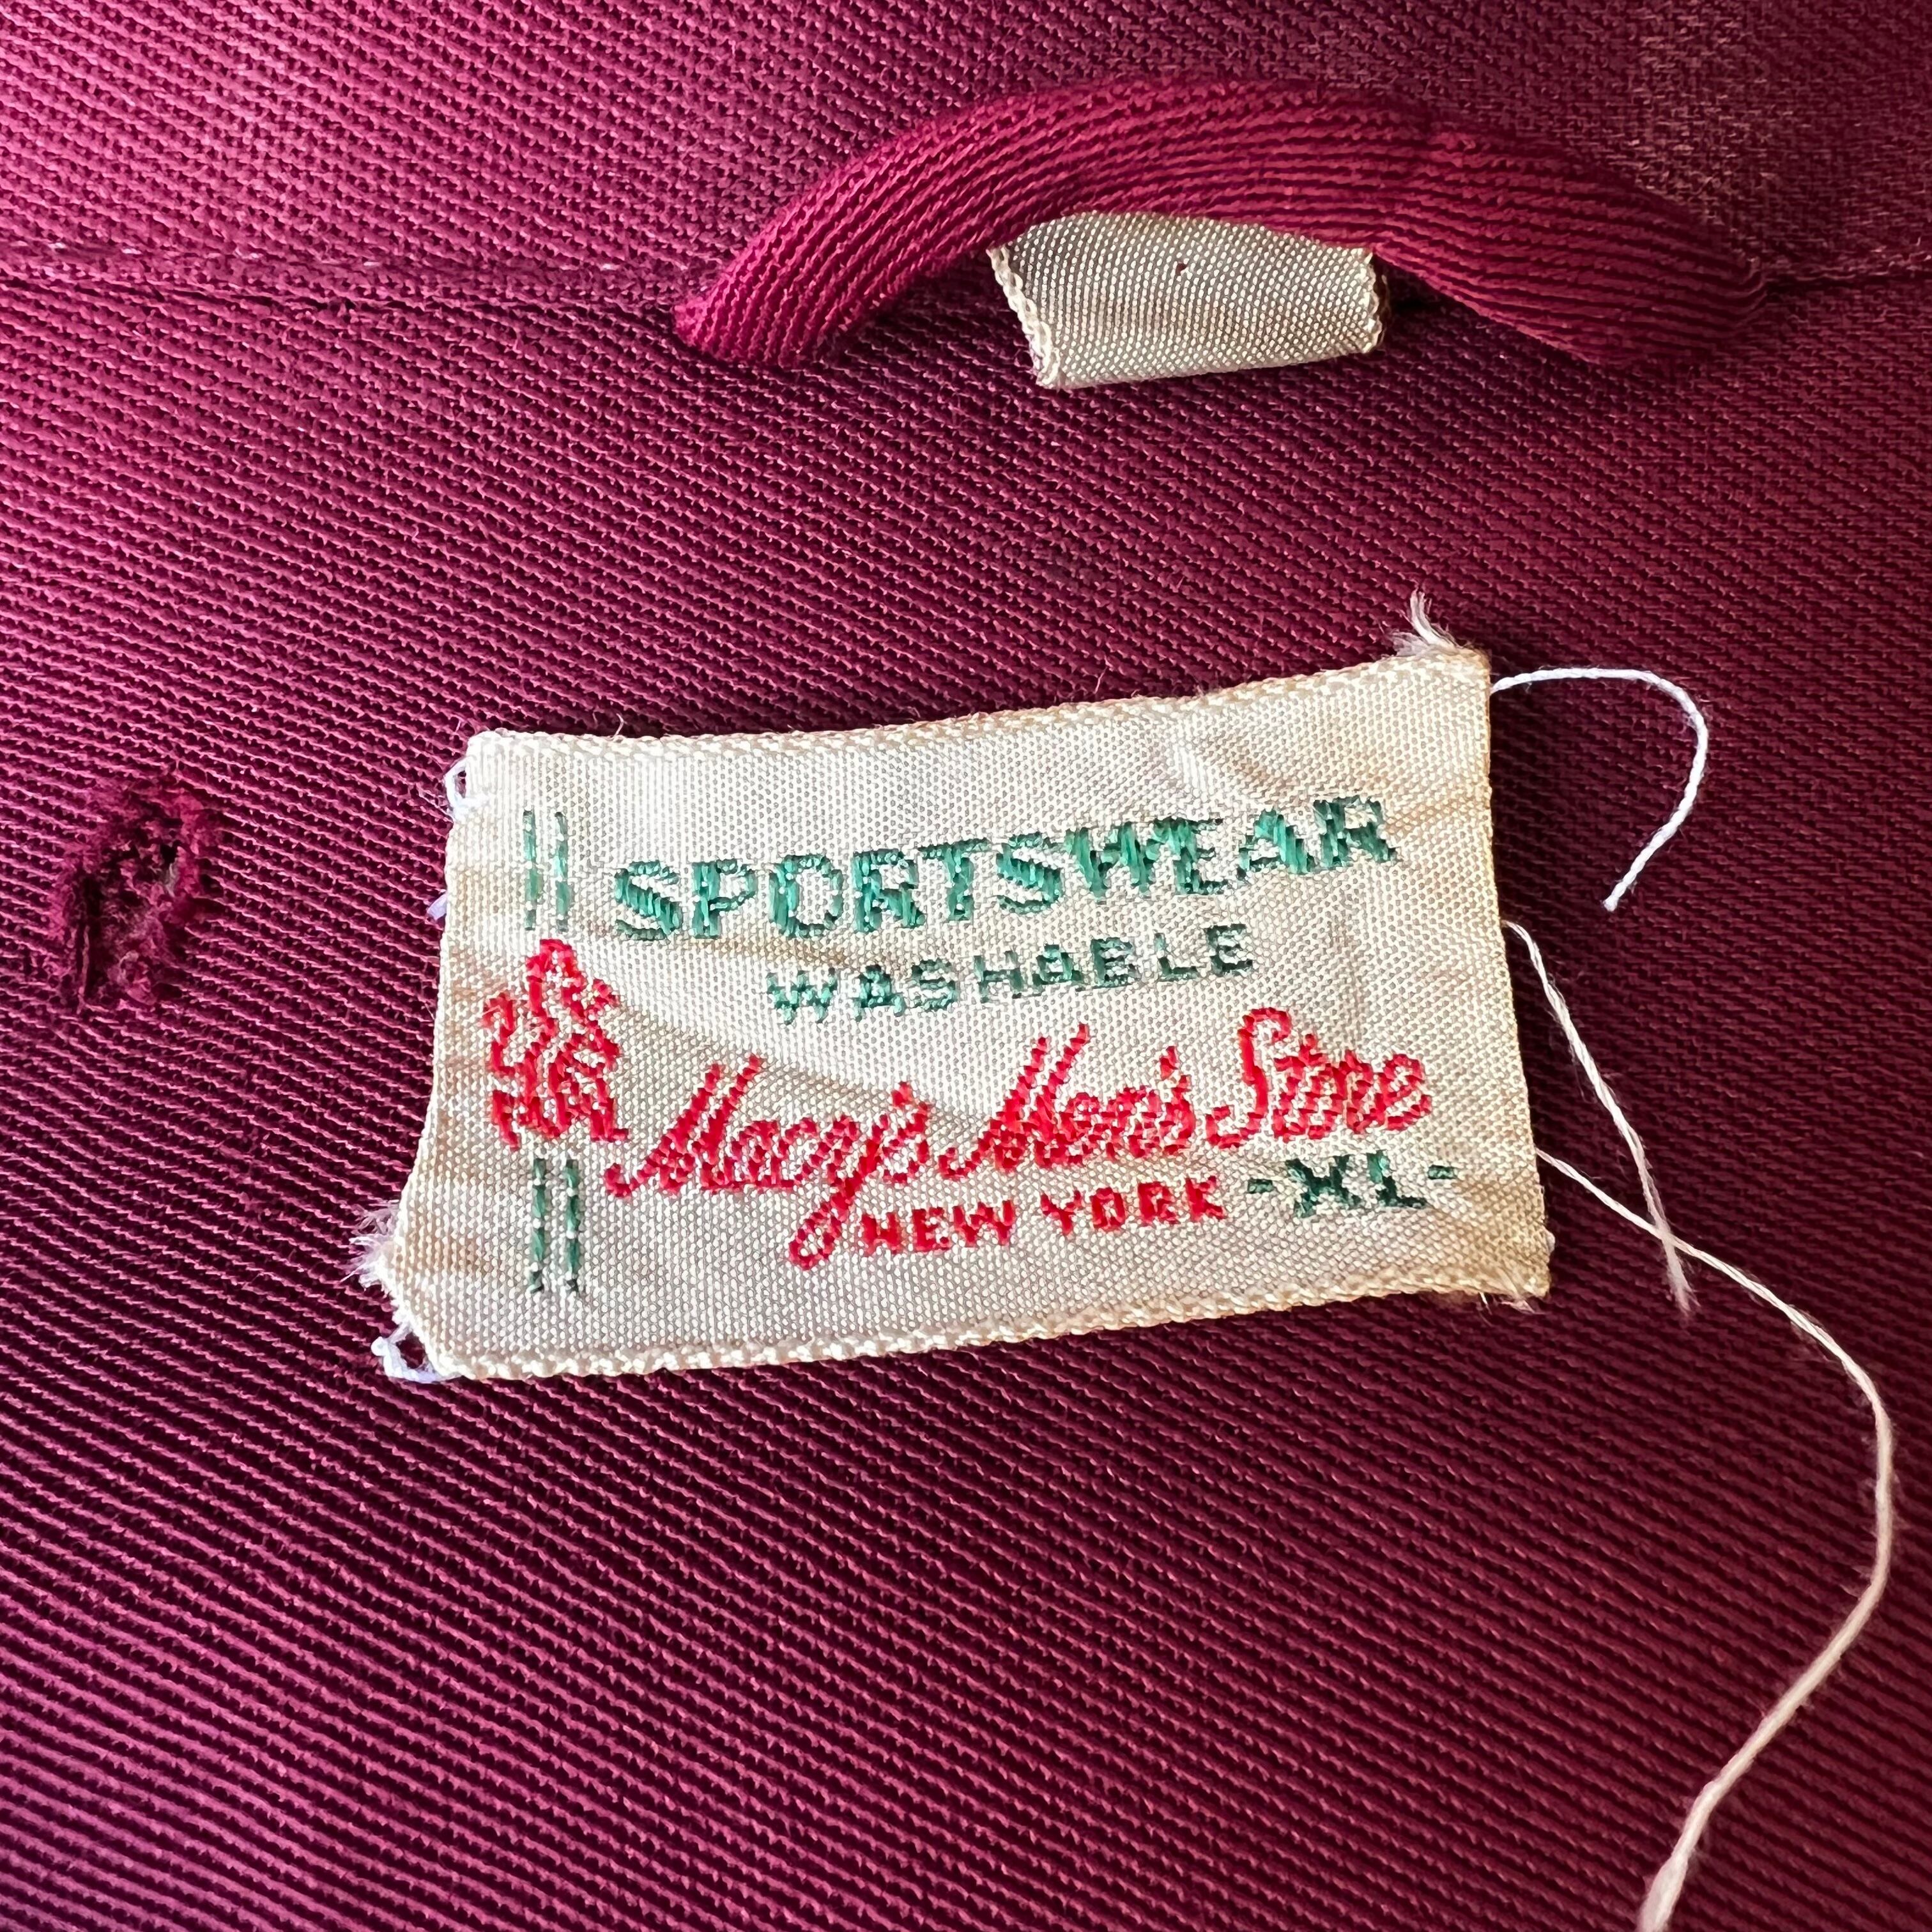 SPORTSWEAR
WASHABLE
Macy's Men's Store
NEW YORK -XL-